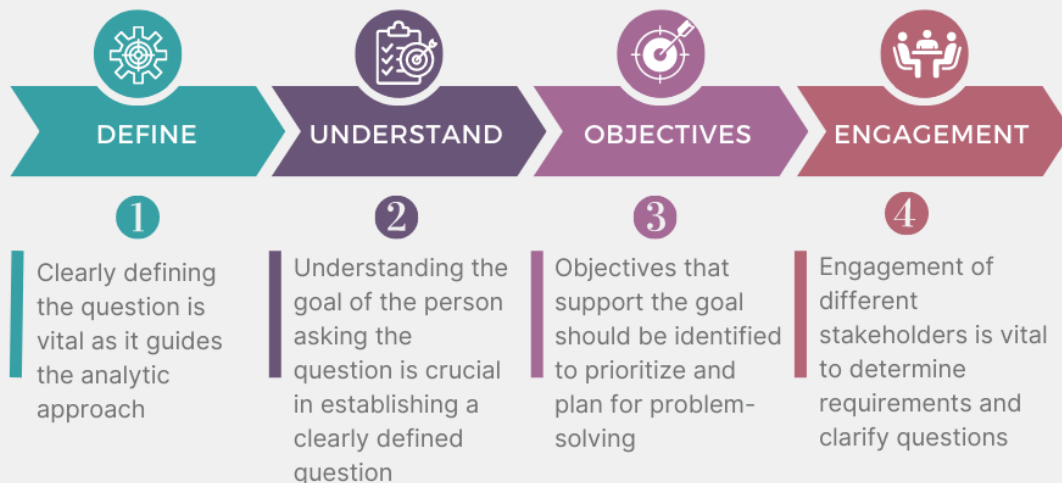 DEFINE
UNDERSTAND
OBJECTIVES
ENGAGEMENT
1
Clearly defining
the question is
vital as it guides
the analytic
approach
2
Understanding the
goal of the person
asking the
question is crucial
in establishing a
clearly defined
question
3
Objectives that
support the goal
should be identified
to prioritize and
plan for problem-
solving
4
Engagement of
different
stakeholders is vital
to determine
requirements and
clarify questions